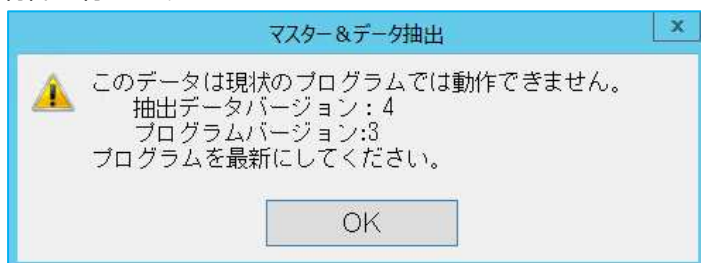 マスター&データ抽出
x
このデータは現状のプログラムでは動作できません。
抽出データバージョン:4
プログラムバージョン:3
プログラムを最新にしてください。
OK